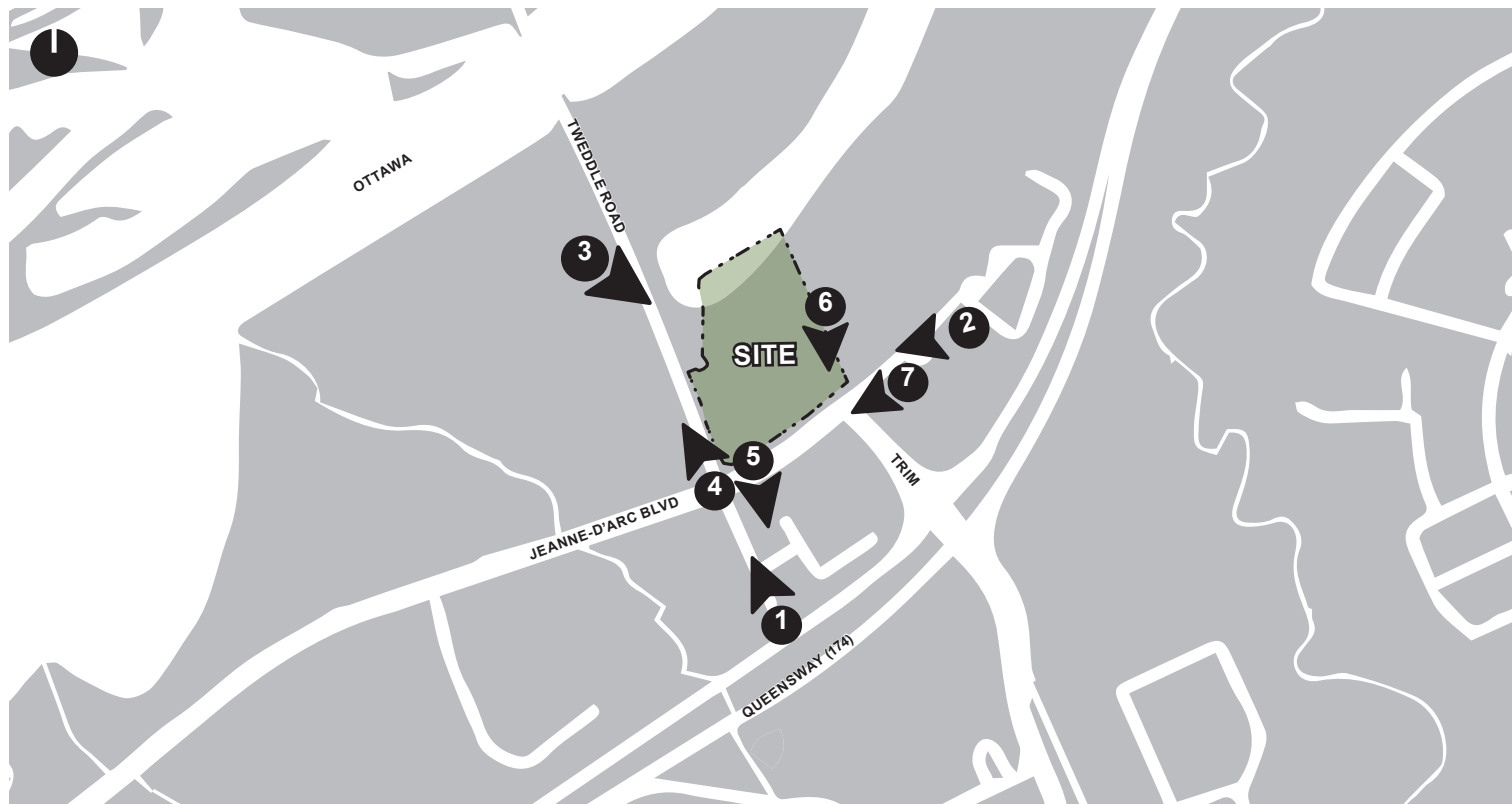 OTTAWA
TWEDDLE ROAD
3
6
2
SITE
7
5
4
TRIM
JEANNE-D'ARC BLVD
1
QUEENSWAY (174)